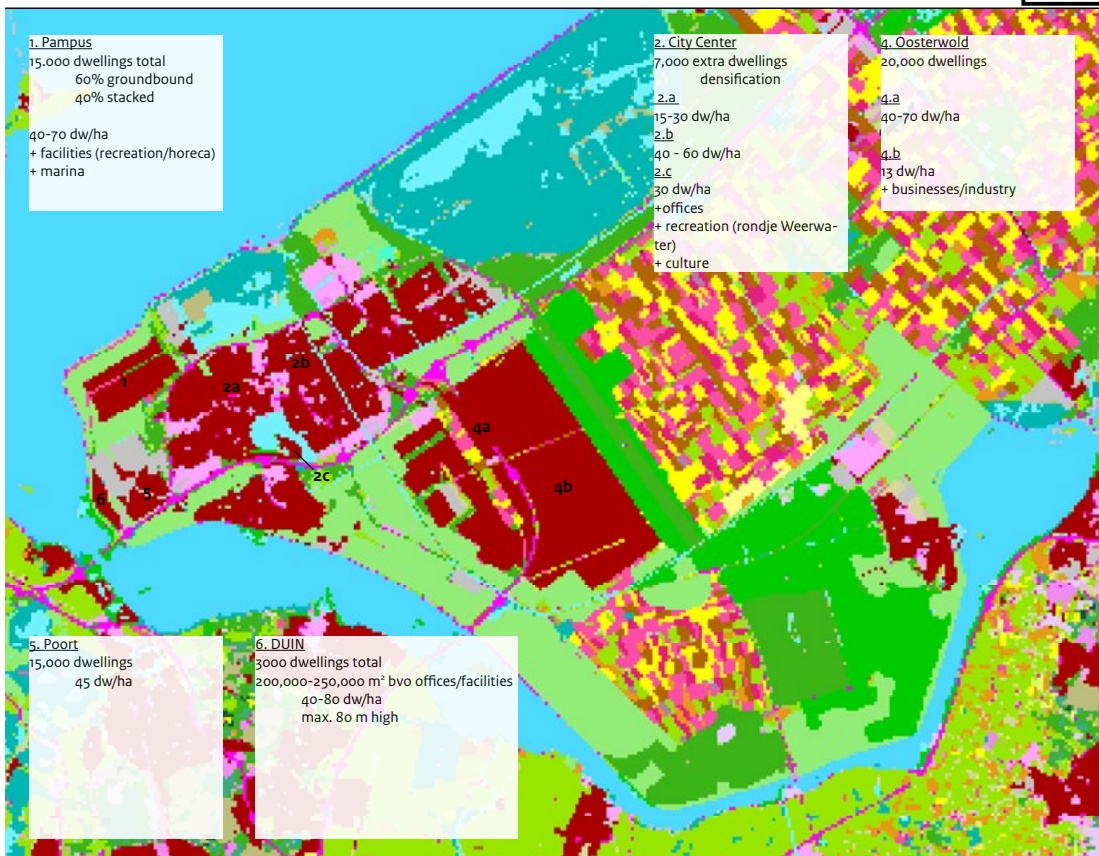 1. Pampus
15.000 dwellings total
60% groundbound
40% stacked
40-70 dw/ha
+ facilities (recreation/horeca)
+ marina
2. City Center
7,000 extra dwellings
densification
2.a
15-30 dw/ha
2.b
40 - 60 dw/ha
2.c
30 dw/ha
+offices
+ recreation (rondje Weerwa-
ter)
+ culture
4. Oosterwold
20,000 dwellings
4.a
40-70 dw/ha
4.b
13 dw/ha
+ businesses/industry
1
2a
2b
2c
4a
4b
5
6
5. Poort
15,000 dwellings
45 dw/ha
6. DUIN
3000 dwellings total
200,000-250,000 m² bvo offices/facilities
40-80 dw/ha
max. 80 m high